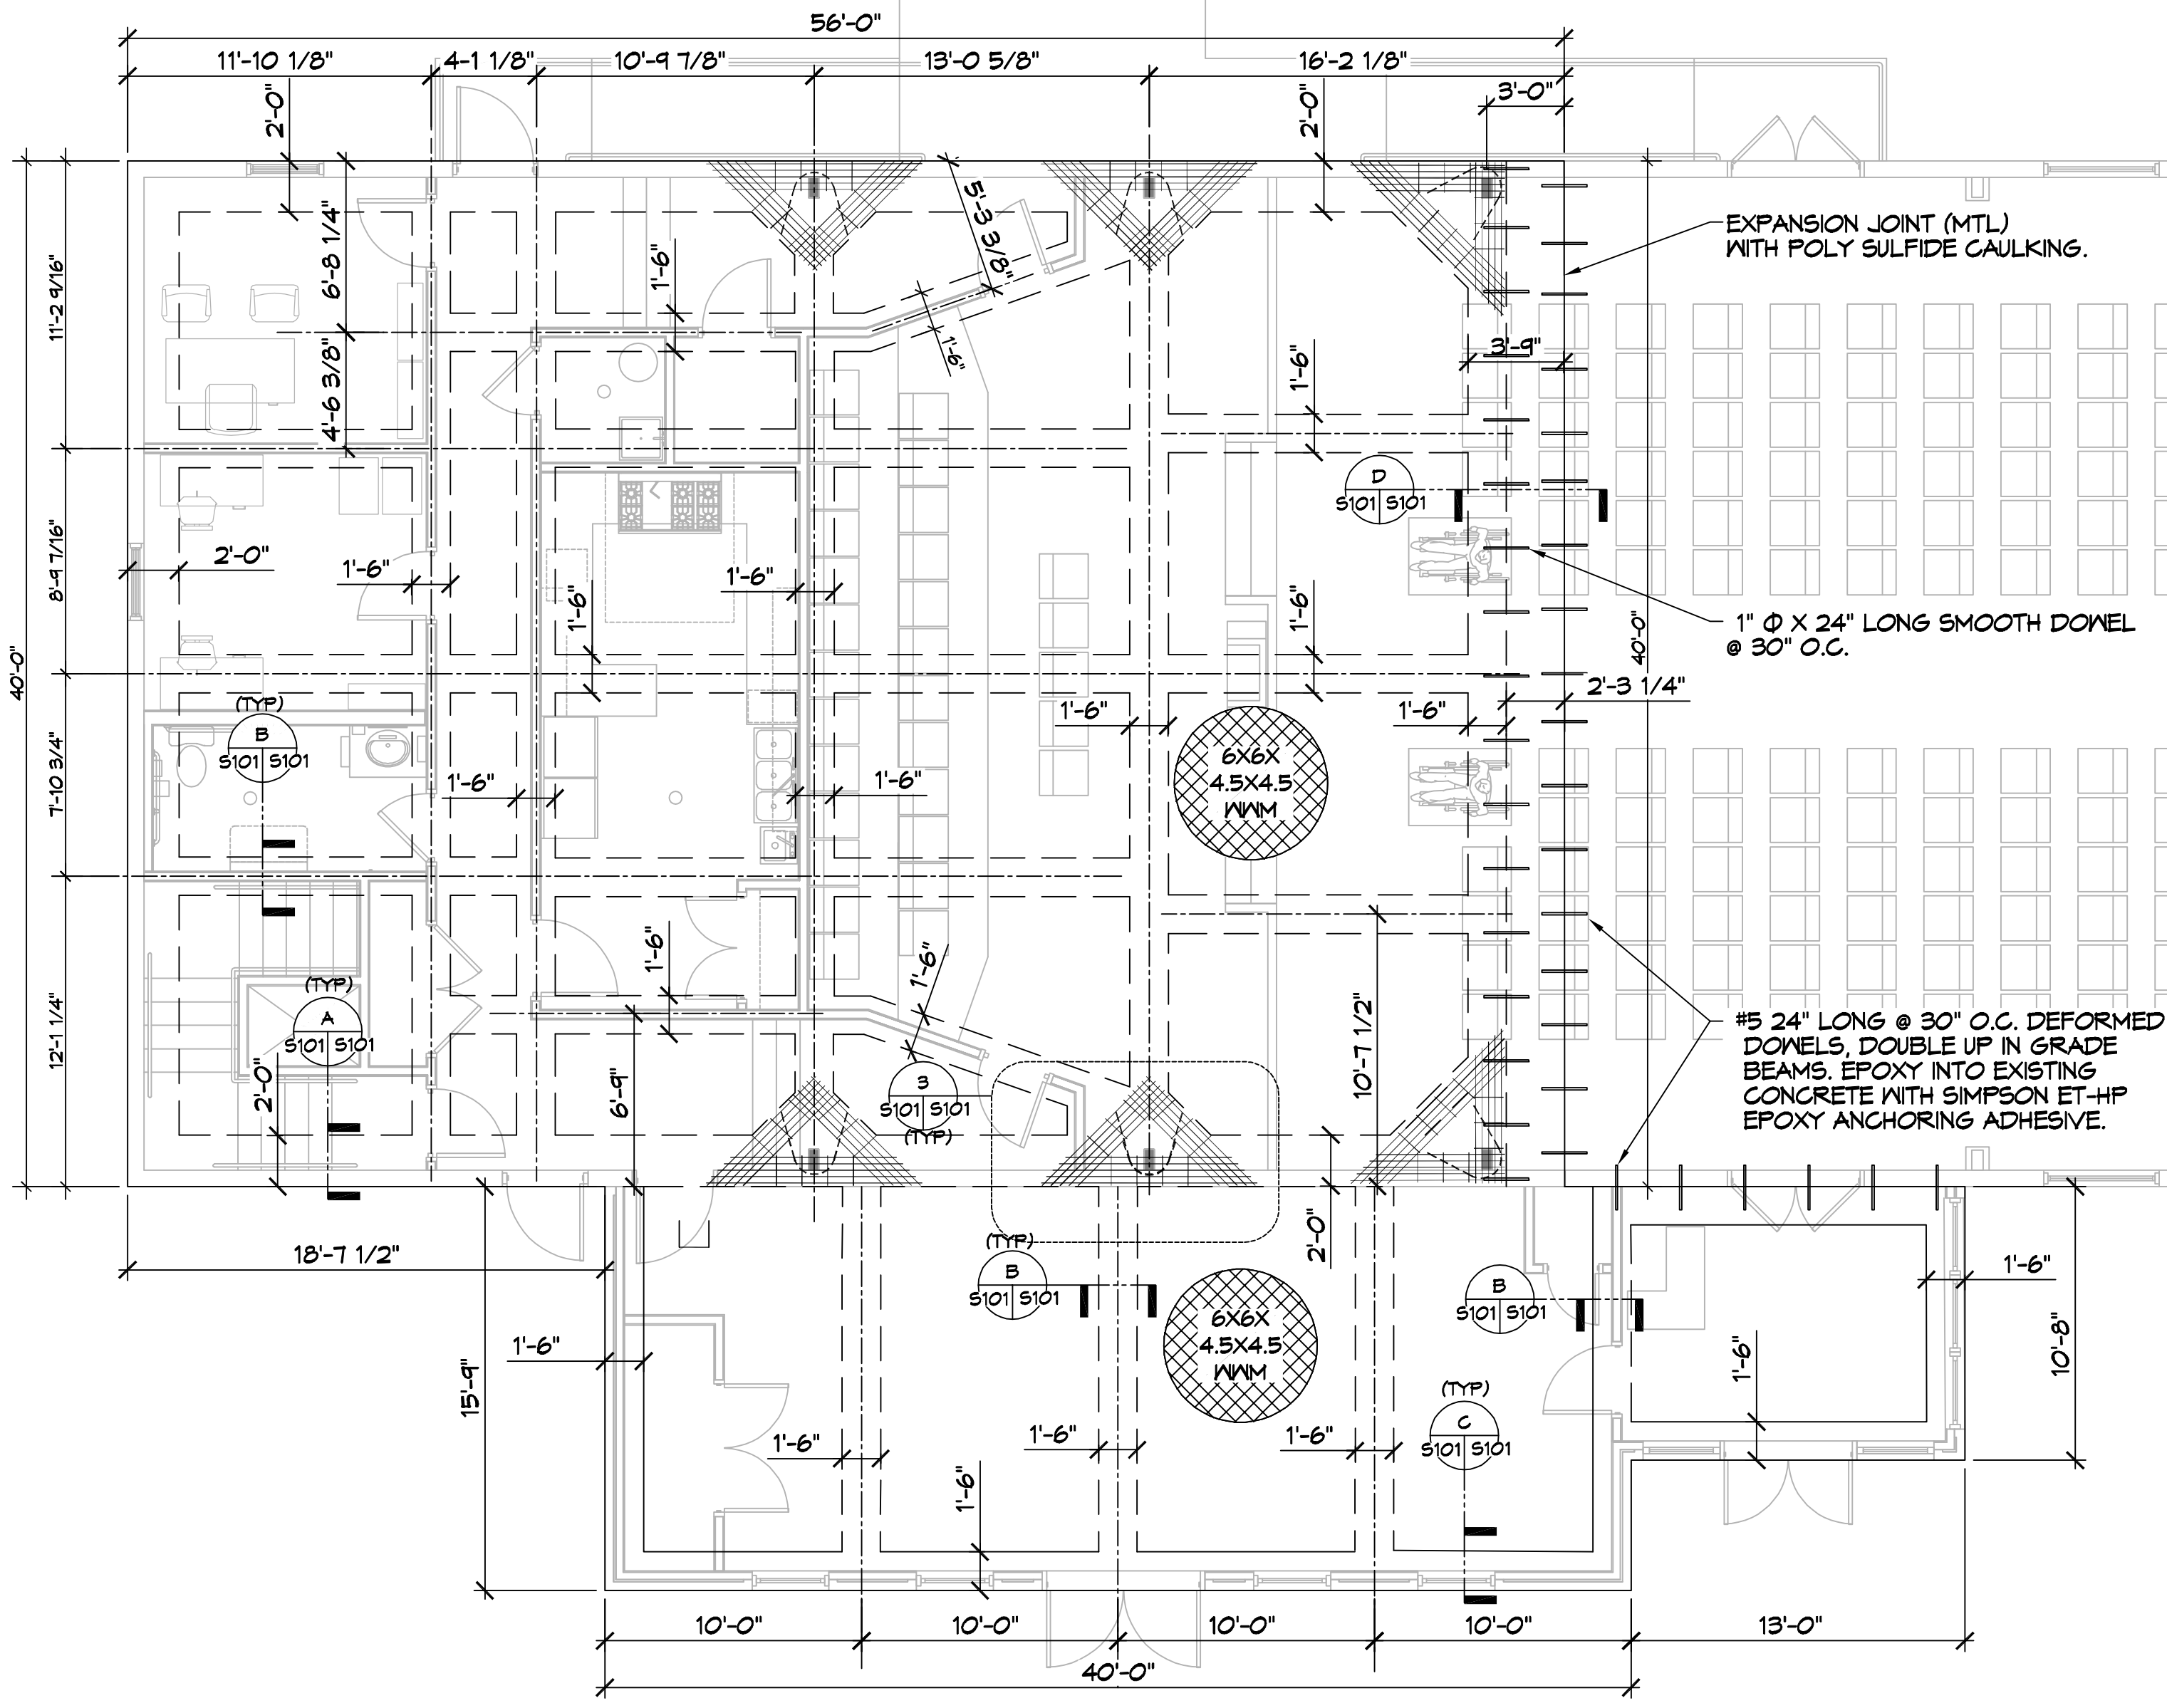 56'-0"
11'-10 1/8"
4-1 1/8"
10'-9 7/8"
13'-0 5/8"
16'-2 1/8"
3'-0"
2'-0"
2'-0"
5'-3 3/8"
6'-8 1/4"
11'-2 9/16"
1'-6"
EXPANSION JOINT (MTL)
WITH POLY SULFIDE CAULKING.
1'-6"
3'-9"
1'-6"
4'-6 3/8"
D
S101 S101
8'-9 7/16"
2'-0"
1'-6"
1'-6"
1'-6"
1'-6"
1" Φ X 24" LONG SMOOTH DOWEL
@ 30" O.C.
40'-0"
40'-0"
2'-3 1/4"
(TYP)
B
S101 S101
1'-6"
1'-6"
7'-10 3/4"
1'-6"
1'-6"
6X6X
4.5X4.5
WWM
1'-6"
1'-6"
12'-1 1/4"
(TYP)
A
S101 S101
10'-7 1/2"
#5 24" LONG @ 30" O.C. DEFORMED
DOWELS, DOUBLE UP IN GRADE
BEAMS. EPOXY INTO EXISTING
CONCRETE WITH SIMPSON ET-HP
EPOXY ANCHORING ADHESIVE.
2'-0"
6'-9"
3
S101 S101
(TYP)
18'-7 1/2"
2'-0"
(TYP)
B
S101 S101
B
S101 S101
1'-6"
1'-6"
15'-9"
6X6X
4.5X4.5
WWM
1'-6"
10'-8"
(TYP)
C
S101 S101
1'-6"
1'-6"
1'-6"
1'-6"
10'-0"
10'-0"
10'-0"
10'-0"
13'-0"
40'-0"